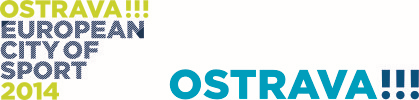 OSTRAVA!!!
EUROPEAN
CITY OF
SPORT
2014
OSTRAVA!!!